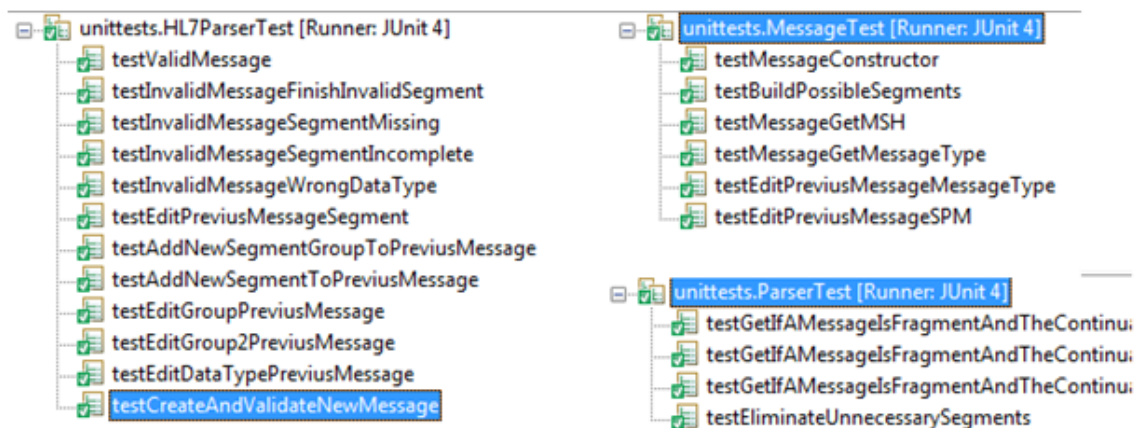 unittests.HL7ParserTest [Runner: JUnit 4]
testValidMessage
testInvalidMessageFinishInvalidSegment
testInvalidMessageSegmentMissing
testInvalidMessageSegmentIncomplete
testInvalidMessageWrongDataType
testEditPreviusMessageSegment
testAddNewSegmentGroupToPreviusMessage
testAddNewSegmentToPreviusMessage
testEditGroupPreviusMessage
testEditGroup2PreviusMessage
testEditDataTypePreviusMessage
testCreateAndValidateNewMessage
unittests.MessageTest [Runner: JUnit 4]
testMessageConstructor
testBuildPossibleSegments
testMessageGetMSH
testMessageGetMessageType
testEditPreviusMessageMessageType
testEditPreviusMessageSPM
unittests.ParserTest [Runner: JUnit 4]
testGetIfAMessageIsFragmentAndTheContinu
testGetIfAMessageIsFragmentAndTheContinu
testGetIfAMessageIsFragmentAndTheContinu
testEliminateUnnecessarySegments